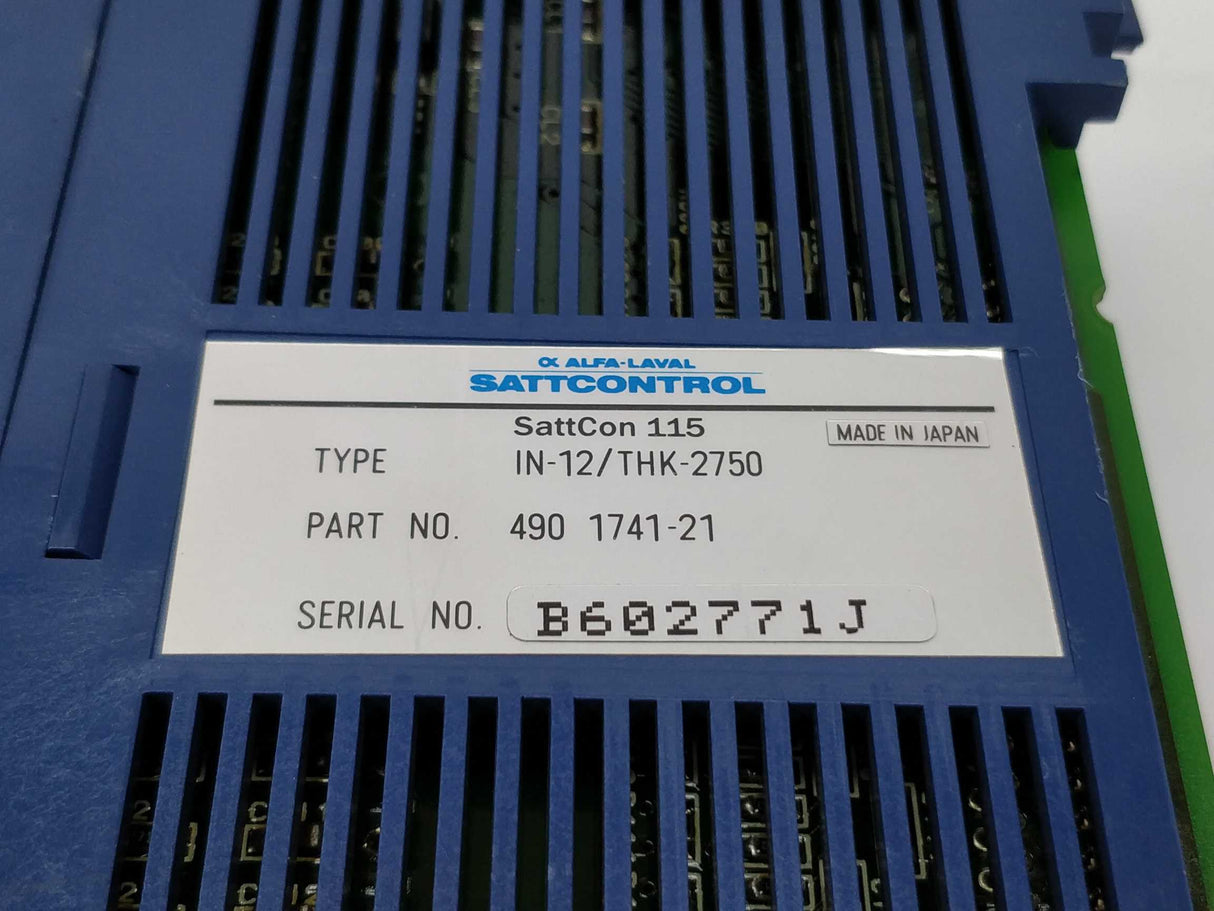 α ALFA-LAVAL
SATTCONTROL
SattCon 115
MADE IN JAPAN
TYPE IN-12/THK-2750
PART NO. 490 1741-21
SERIAL NO. B602771J